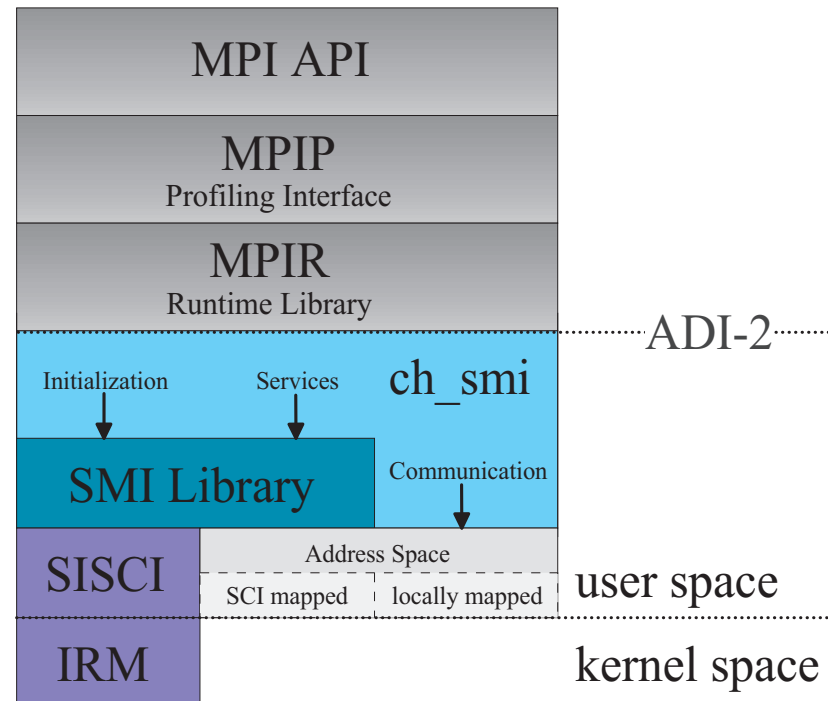 MPI API
MPIP
Profiling Interface
MPIR
Runtime Library
ADI-2
Initialization
Services
ch_smi
SMI Library
Communication
SISCI
Address Space
SCI mapped
locally mapped
user space
IRM
kernel space